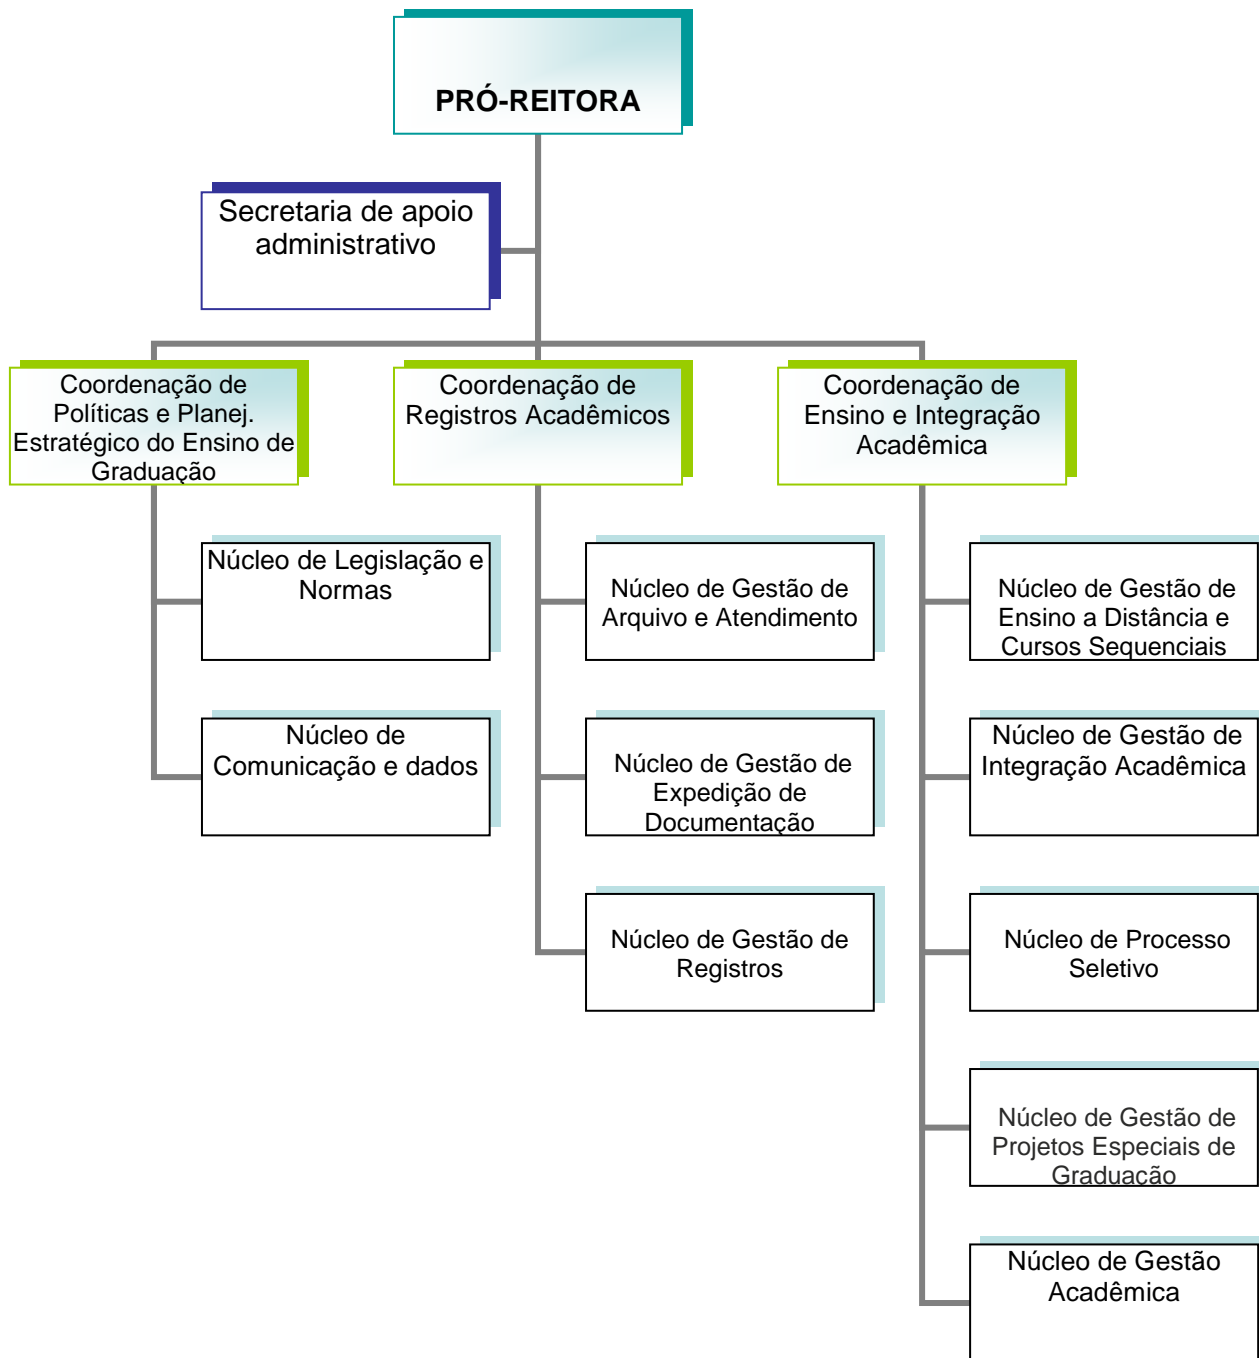 PRÓ-REITORA
Secretaria de apoio
administrativo
Coordenação de
Políticas e Planej.
Estratégico do Ensino de
Graduação
Coordenação de
Registros Acadêmicos
Coordenação de
Ensino e Integração
Acadêmica
Núcleo de Legislação e
Normas
Núcleo de
Comunicação e dados
Núcleo de Gestão de
Arquivo e Atendimento
Núcleo de Gestão de
Expedição de
Documentação
Núcleo de Gestão de
Registros
Núcleo de Gestão de
Ensino a Distância e
Cursos Sequenciais
Núcleo de Gestão de
Integração Acadêmica
Núcleo de Processo
Seletivo
Núcleo de Gestão de
Projetos Especiais de
Graduação
Núcleo de Gestão
Acadêmica